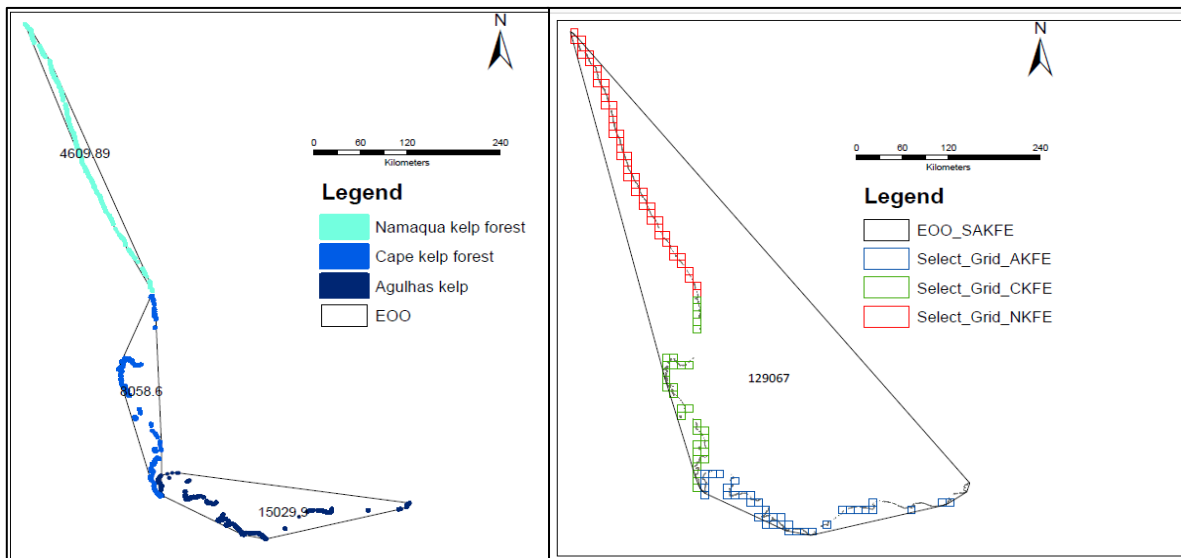 N
0 60 120 240
Kilometers
4609.89
Legend
Namaqua kelp forest
Cape kelp forest
Agulhas kelp
EOO
8058.6
15029.9
N
0 60 120 240
Kilometers
Legend
EOO_SAKFE
Select_Grid_AKFE
Select_Grid_CKFE
Select_Grid_NKFE
129067